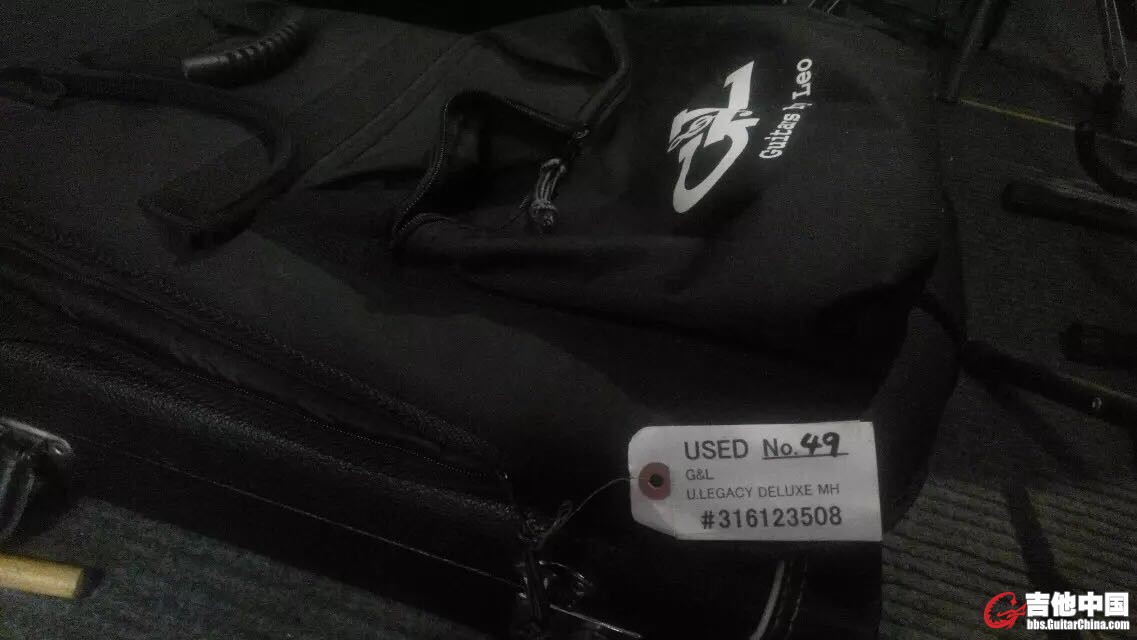 G&L
Guitars by Leo
USED No.49
G&L
U.LEGACY DELUXE MH
#316123508
吉他中国
bbs.GuitarChina.com